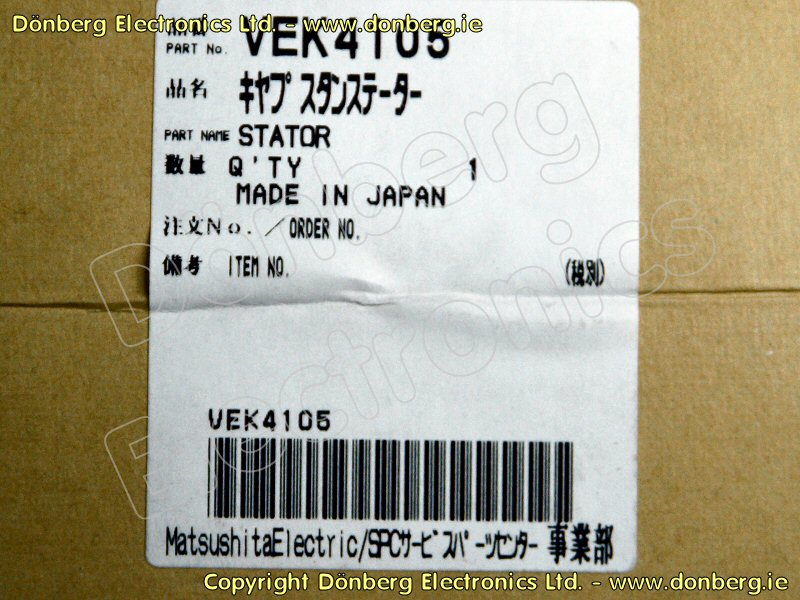 Dönberg Electronics Ltd. - www.donberg.ie
PART No. VEK4105
品名 キャプスタンステーター
PART NAME STATOR
数量 Q'TY 1
MADE IN JAPAN
注文No./ORDER NO.
備考 ITEM NO. (税別)
Dönberg
Electronics
VEK4105
MatsushitaElectric/SPCサービスパーツセンター 事業部
Copyright Dönberg Electronics Ltd. - www.donberg.ie